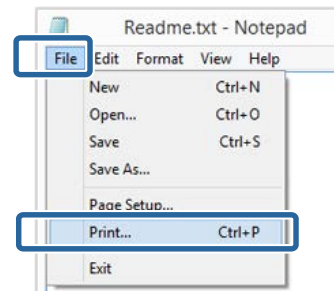 Readme.txt - Notepad
File Edit Format View Help
New Ctrl+N
Open... Ctrl+O
Save Ctrl+S
Save As...
Page Setup...
Print... Ctrl+P
Exit